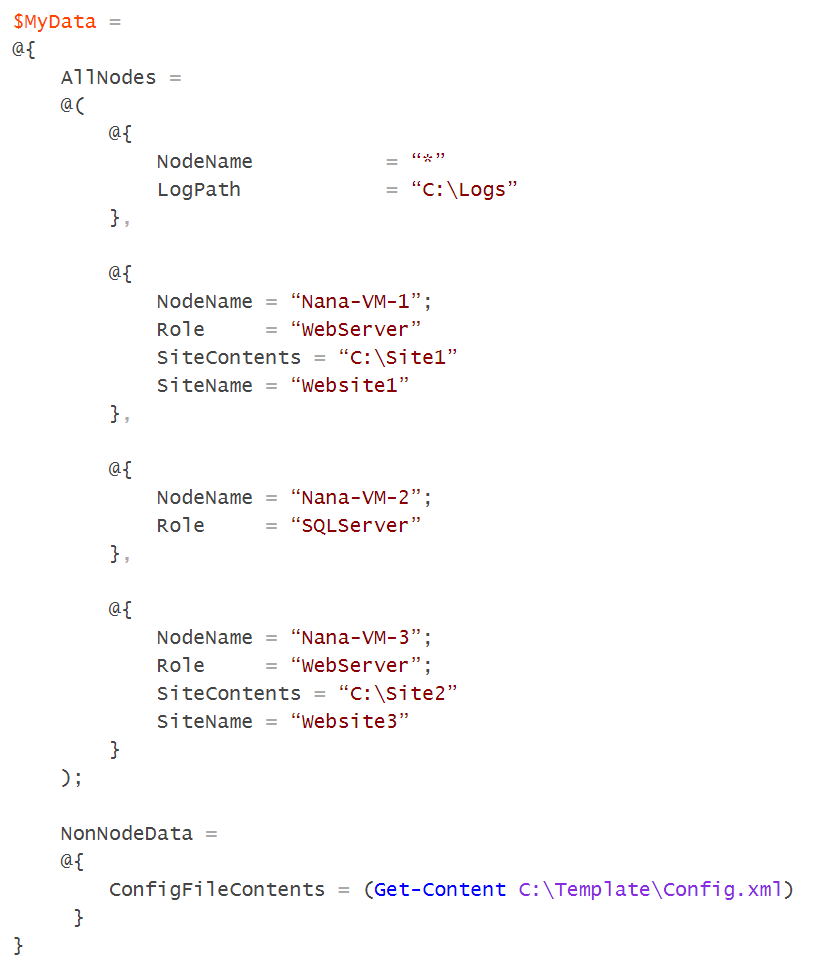 $MyData =
@{
    AllNodes =
    @(
        @{
            NodeName           = “*”
            LogPath            = “C:\Logs”
        },

        @{
            NodeName = “Nana-VM-1”;
            Role     = “WebServer”
            SiteContents = “C:\Site1”
            SiteName = “Website1”
        },

        @{
            NodeName = “Nana-VM-2”;
            Role     = “SQLServer”
        },

        @{
            NodeName = “Nana-VM-3”;
            Role     = “WebServer”;
            SiteContents = “C:\Site2”
            SiteName = “Website3”
        }
    );

    NonNodeData =
    @{
        ConfigFileContents = (Get-Content C:\Template\Config.xml)
     }
}